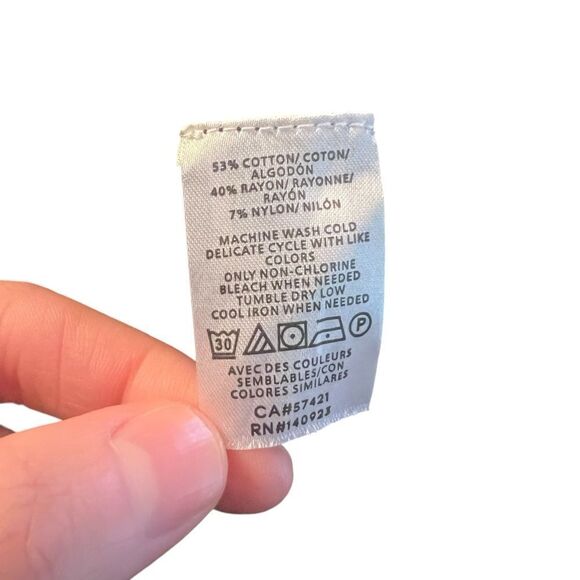 53% COTTON/ COTON/
ALGODÓN
40% RAYON/ RAYONNE/
RAYÓN
7% NYLON/ NILÓN
MACHINE WASH COLD
DELICATE CYCLE WITH LIKE
COLORS
ONLY NON-CHLORINE
BLEACH WHEN NEEDED
TUMBLE DRY LOW
COOL IRON WHEN NEEDED
30 P
AVEC DES COULEURS
SEMBLABLES/CON
COLORES SIMILARES
CA#57421
RN#140923